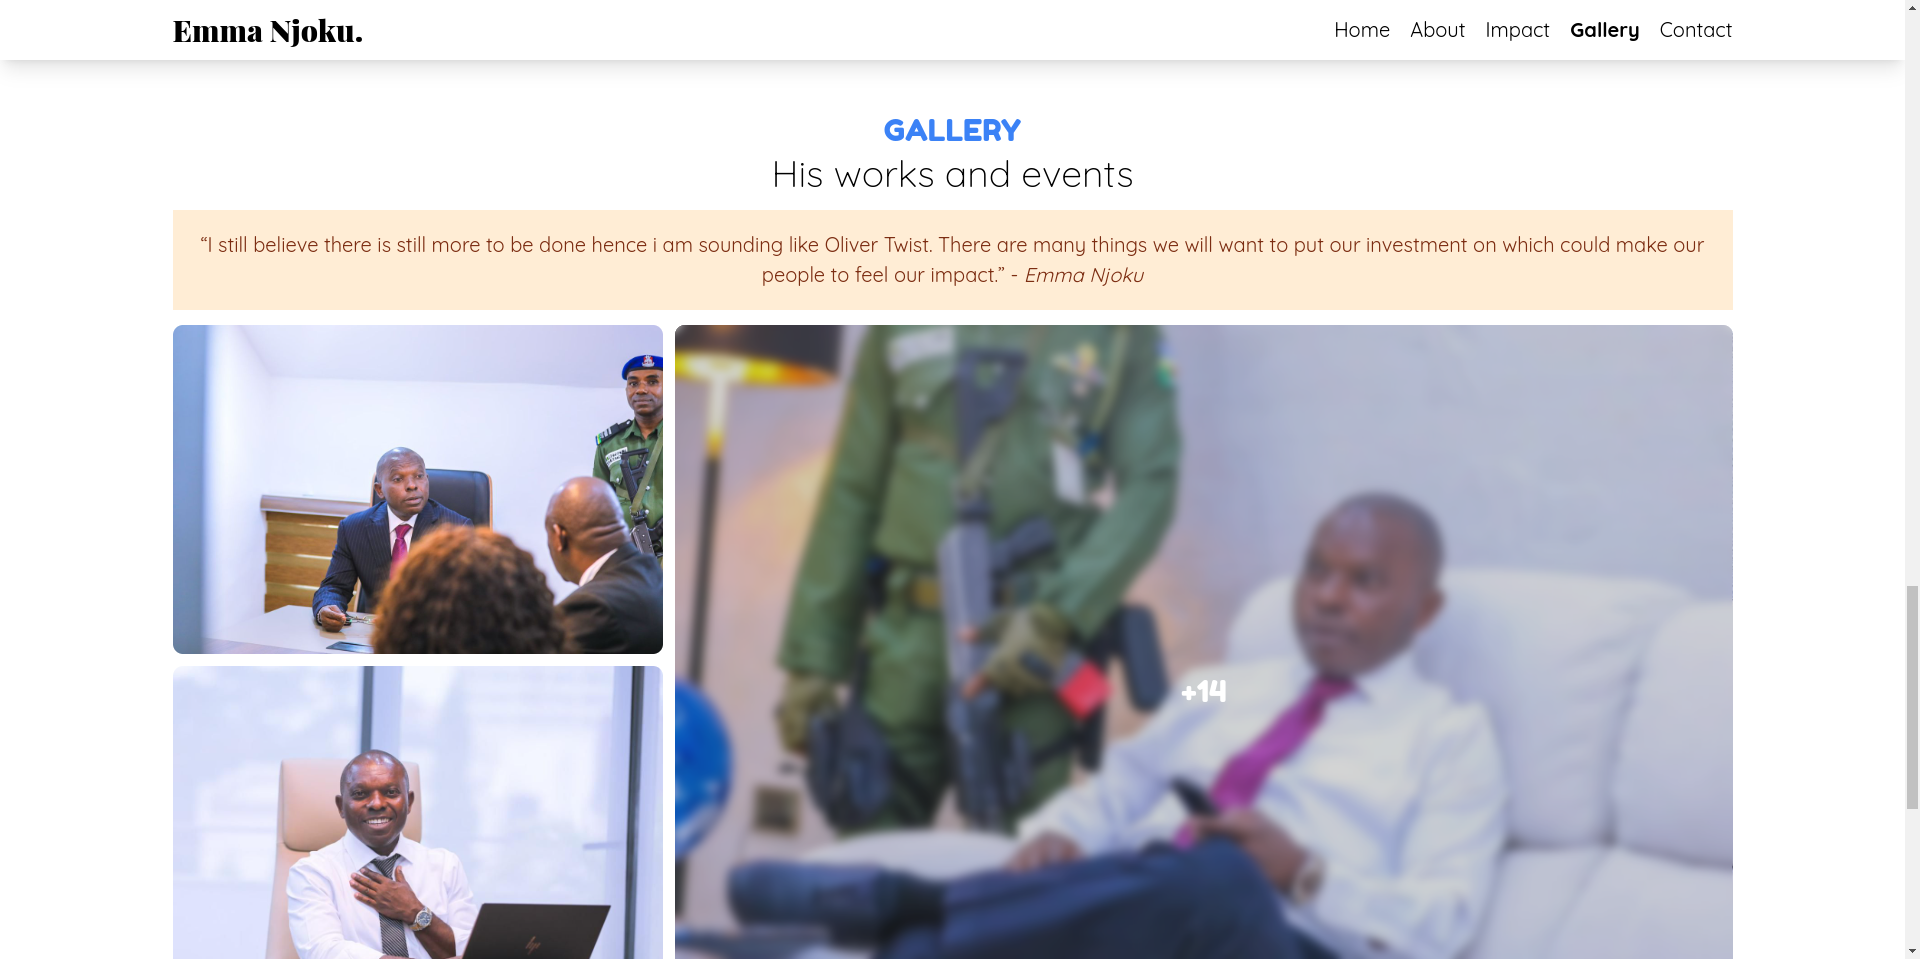 Emma Njoku.
Home About Impact Gallery Contact
GALLERY
His works and events
“I still believe there is still more to be done hence i am sounding like Oliver Twist. There are many things we will want to put our investment on which could make our
people to feel our impact.” - Emma Njoku
+14
hp